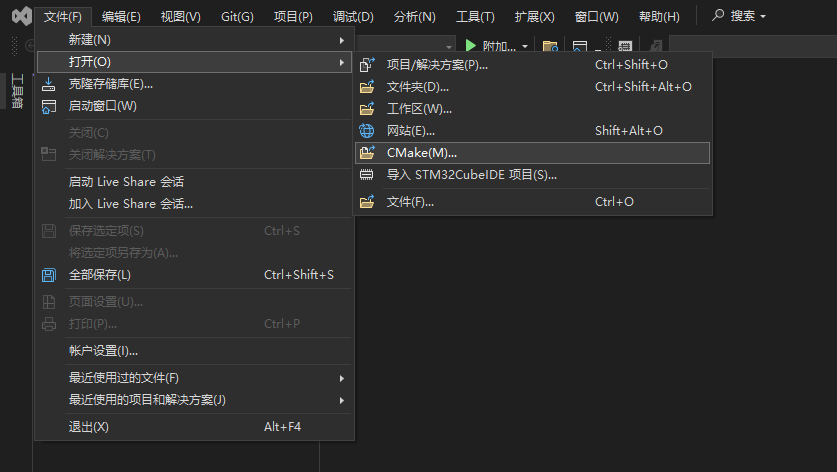 文件(F) 编辑(E) 视图(V) Git(G) 项目(P) 调试(D) 分析(N) 工具(T) 扩展(X) 窗口(W) 帮助(H) 搜索
附加...
工具箱
新建(N)
打开(O)
克隆存储库(E)...
启动窗口(W)
关闭(C)
关闭解决方案(T)
启动 Live Share 会话
加入 Live Share 会话...
保存选定项(S) Ctrl+S
将选定项另存为(A)...
全部保存(L) Ctrl+Shift+S
页面设置(U)...
打印(P)... Ctrl+P
帐户设置(I)...
最近使用过的文件(F)
最近使用的项目和解决方案(J)
退出(X) Alt+F4
项目/解决方案(P)... Ctrl+Shift+O
文件夹(D)... Ctrl+Shift+Alt+O
工作区(W)...
网站(E)... Shift+Alt+O
CMake(M)...
导入 STM32CubeIDE 项目(S)...
文件(F)... Ctrl+O